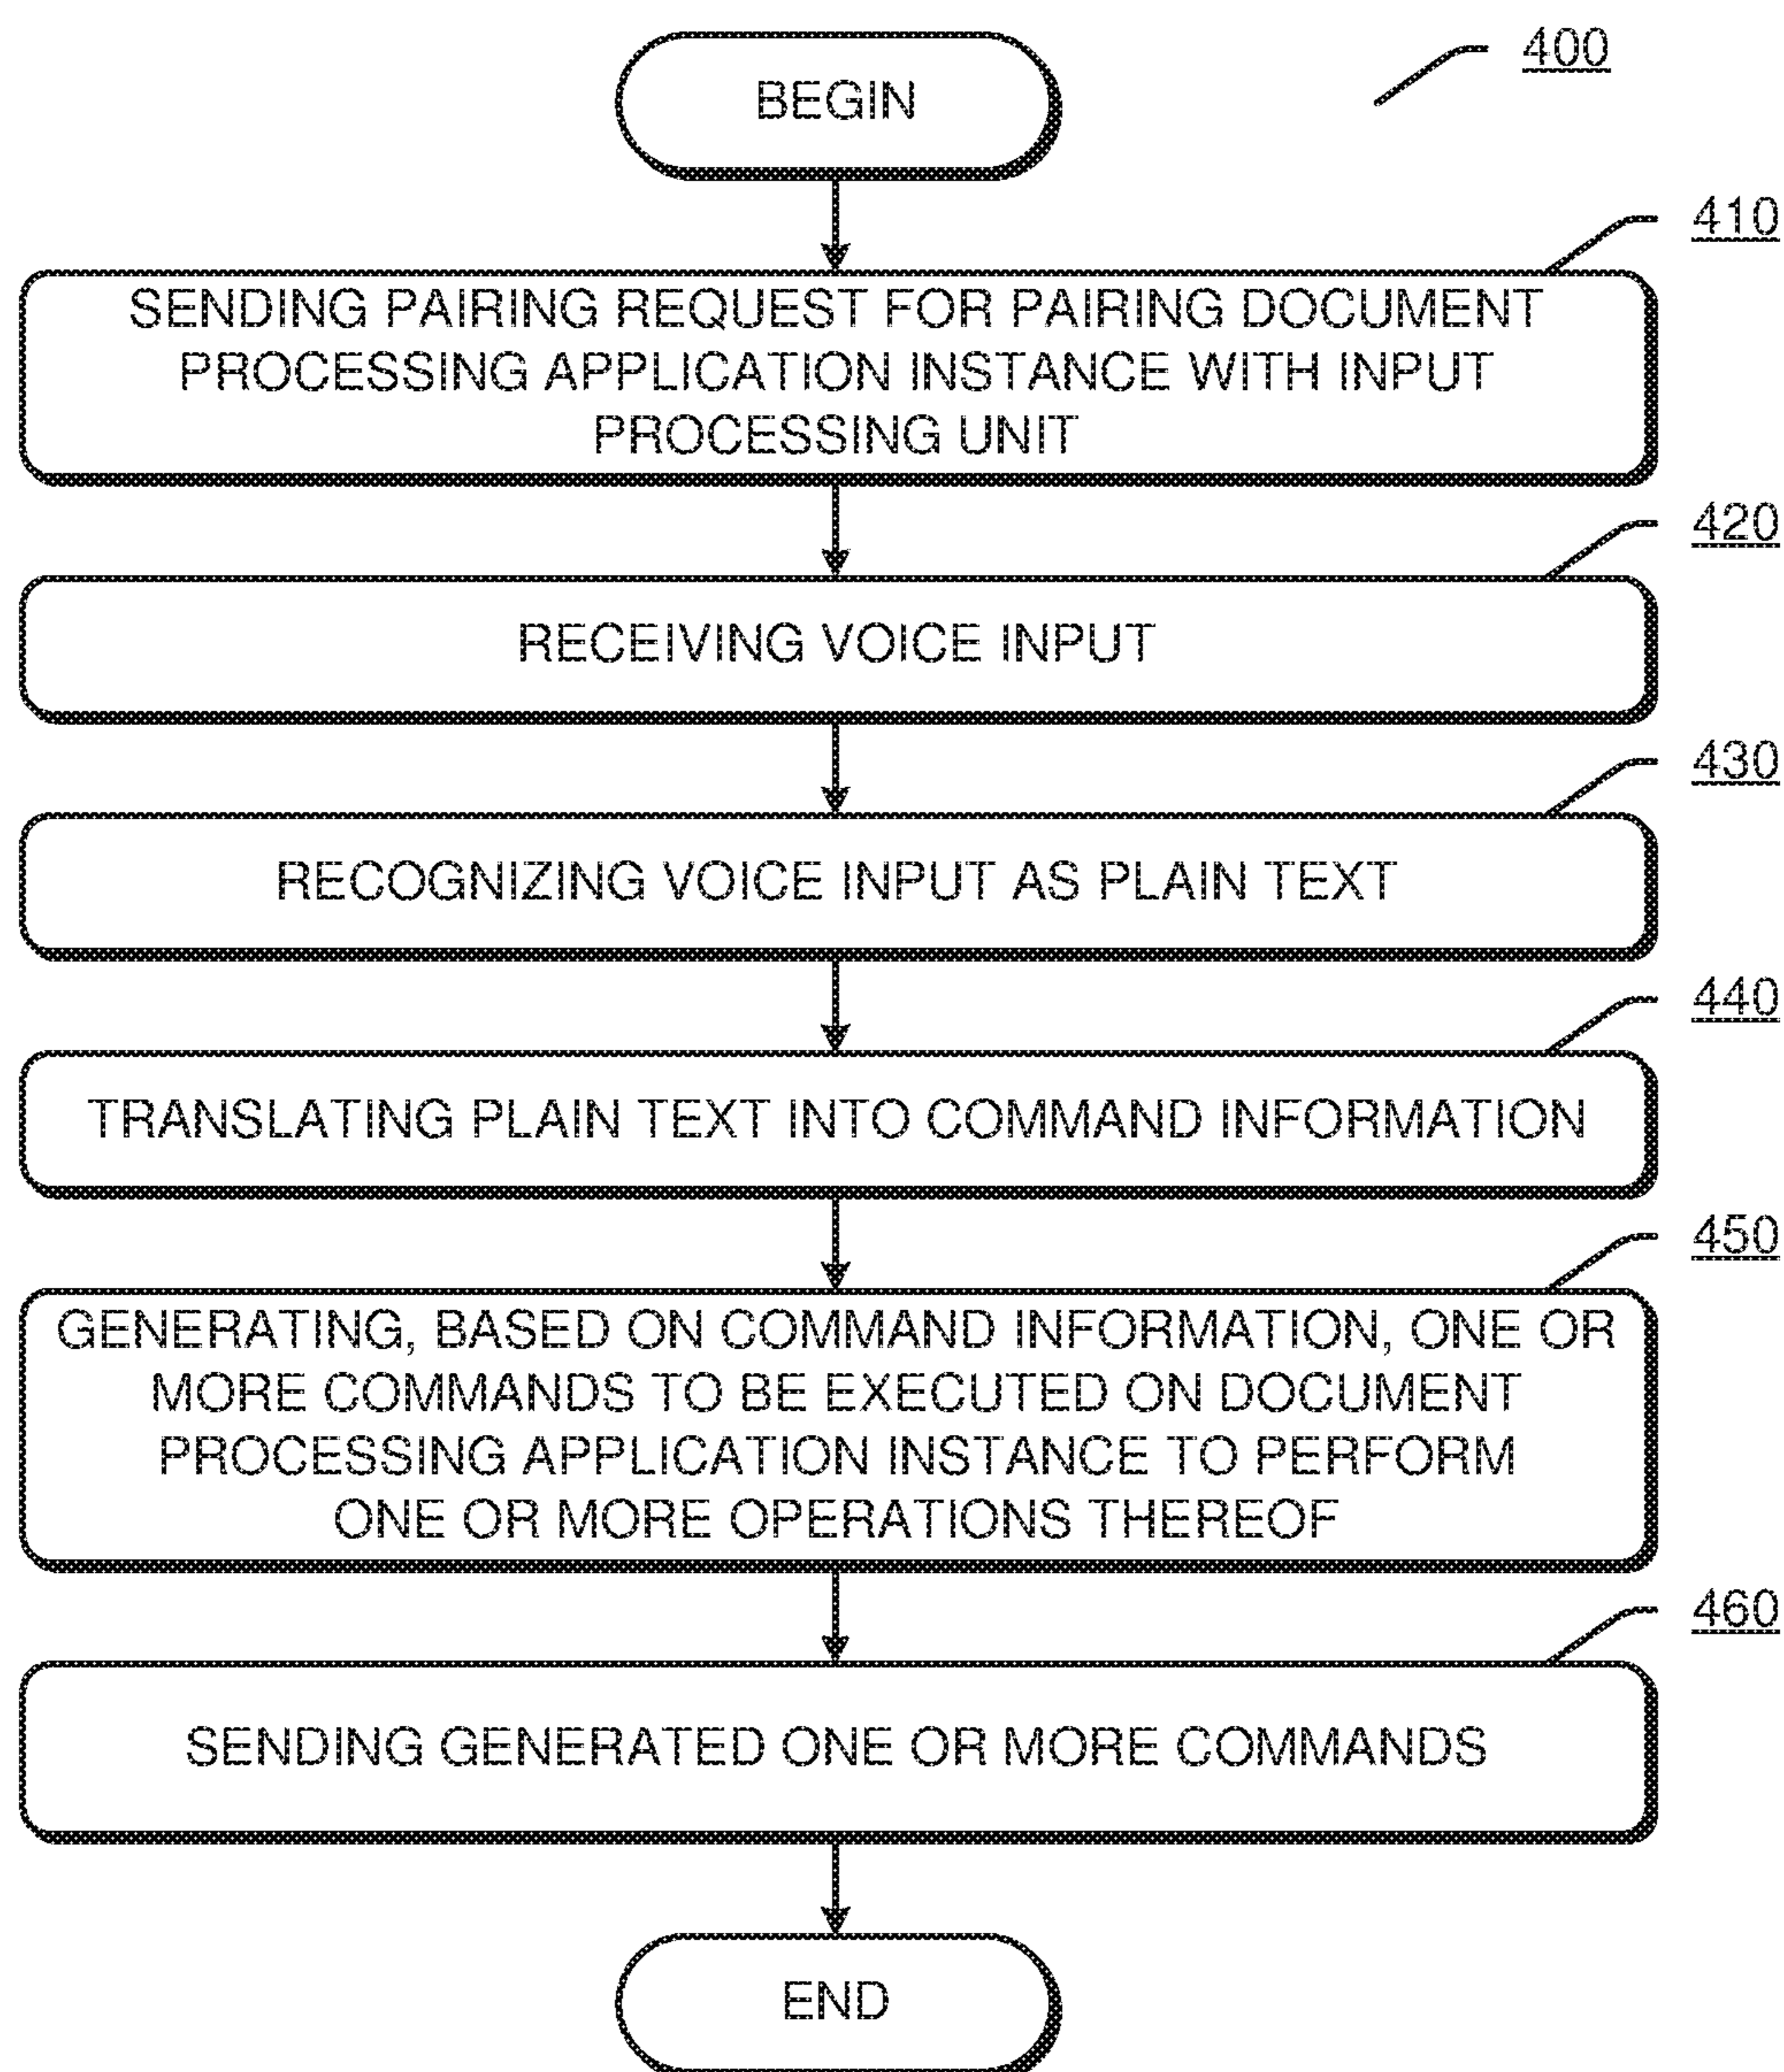 400
BEGIN
410
SENDING PAIRING REQUEST FOR PAIRING DOCUMENT
PROCESSING APPLICATION INSTANCE WITH INPUT
PROCESSING UNIT
420
RECEIVING VOICE INPUT
430
RECOGNIZING VOICE INPUT AS PLAIN TEXT
440
TRANSLATING PLAIN TEXT INTO COMMAND INFORMATION
450
GENERATING, BASED ON COMMAND INFORMATION, ONE OR
MORE COMMANDS TO BE EXECUTED ON DOCUMENT
PROCESSING APPLICATION INSTANCE TO PERFORM
ONE OR MORE OPERATIONS THEREOF
460
SENDING GENERATED ONE OR MORE COMMANDS
END